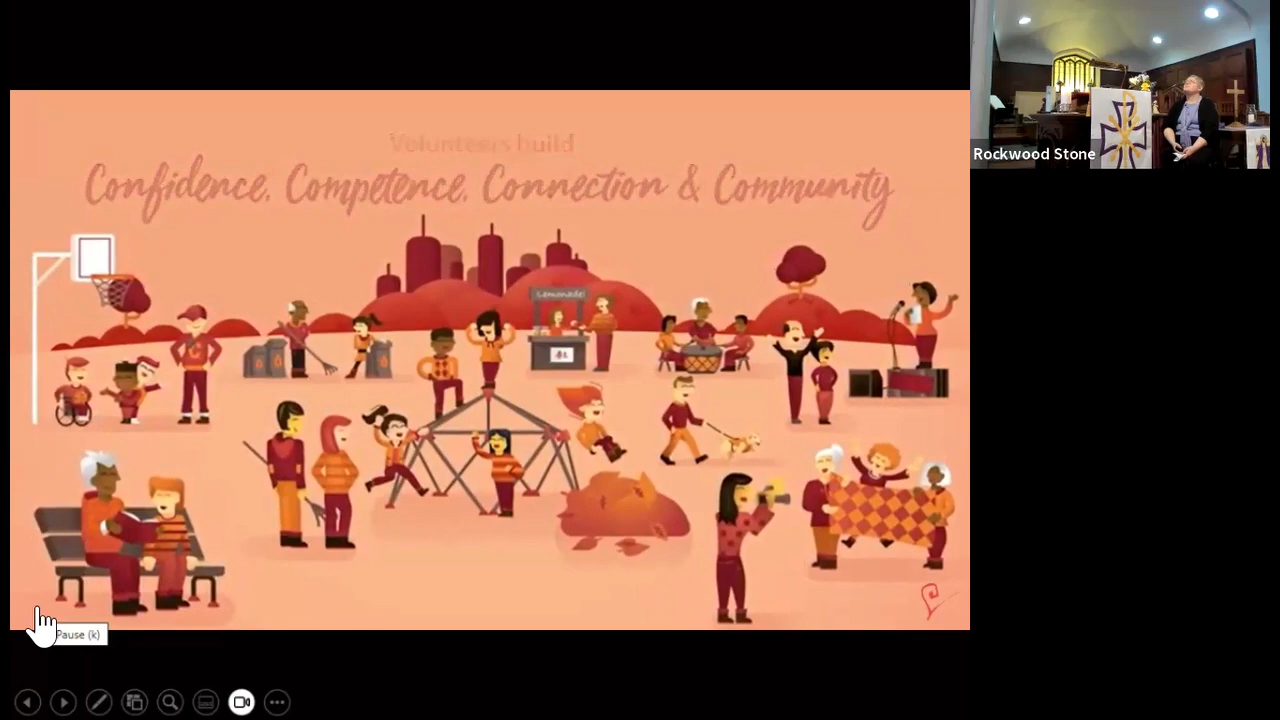 Volunteers build
Confidence, Competence, Connection & Community
Lemonade!
Rockwood Stone
Pause (k)